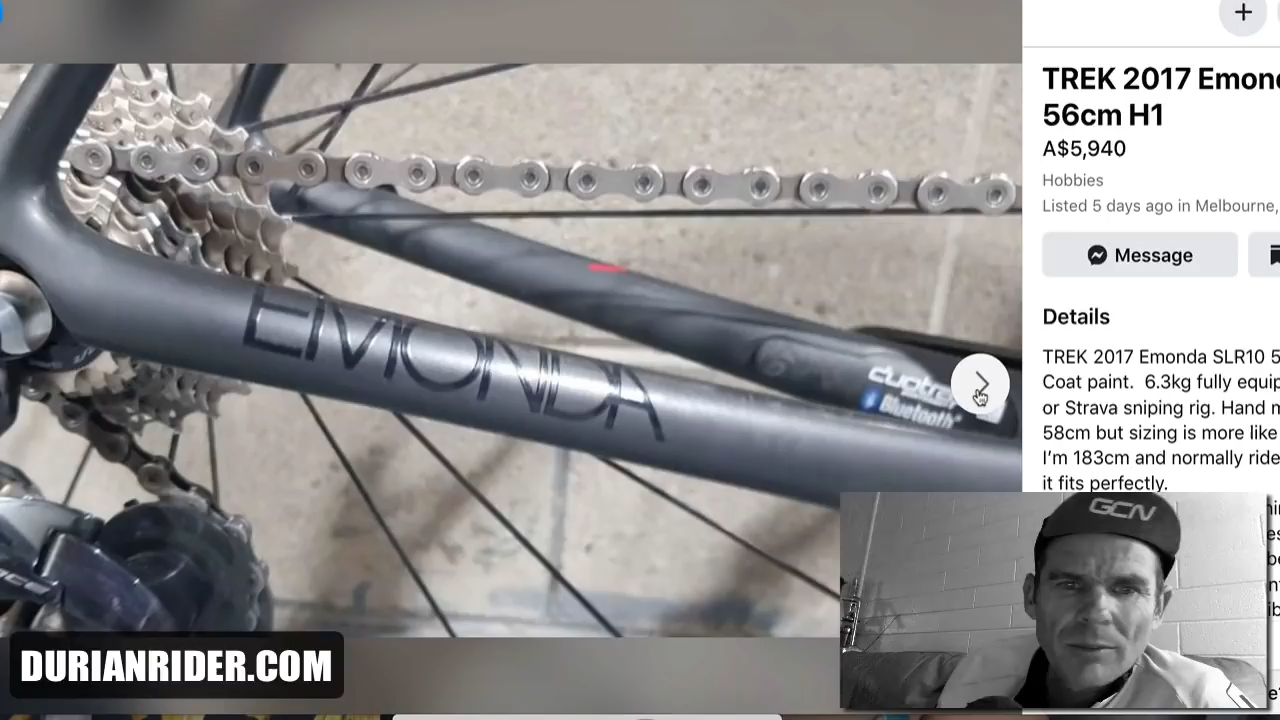 TREK 2017 Emond
56cm H1
A$5,940
Hobbies
Listed 5 days ago in Melbourne,
Message
Details
TREK 2017 Emonda SLR10 5
Coat paint. 6.3kg fully equip
or Strava sniping rig. Hand m
58cm but sizing is more like
I'm 183cm and normally ride
it fits perfectly.
EMONDA
duotrap
Bluetooth
GCN
DURIANRIDER.COM